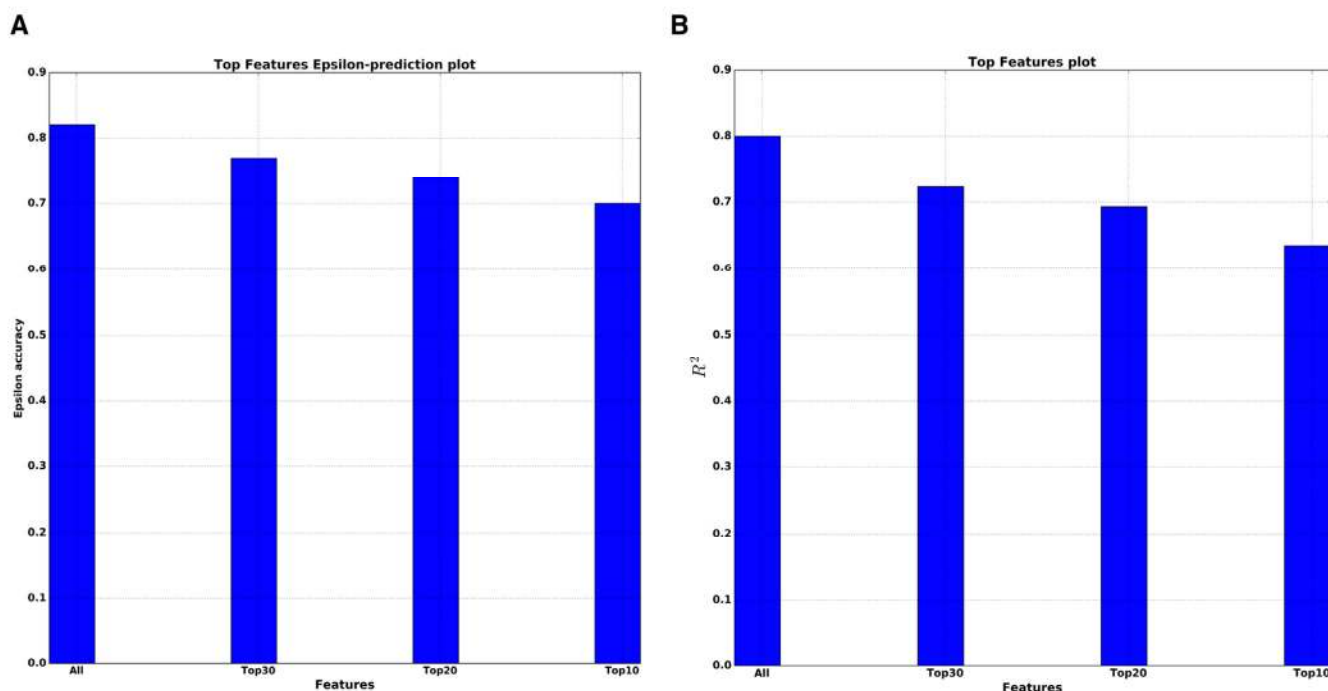 A
Top Features Epsilon-prediction plot
0.9
0.8
0.7
0.6
0.5
0.4
0.3
0.2
0.1
0.0
Epsilon accuracy
All Top30 Top20 Top10
Features
B
Top Features plot
0.9
0.8
0.7
0.6
0.5
0.4
0.3
0.2
0.1
0.0
R²
All Top30 Top20 Top10
Features